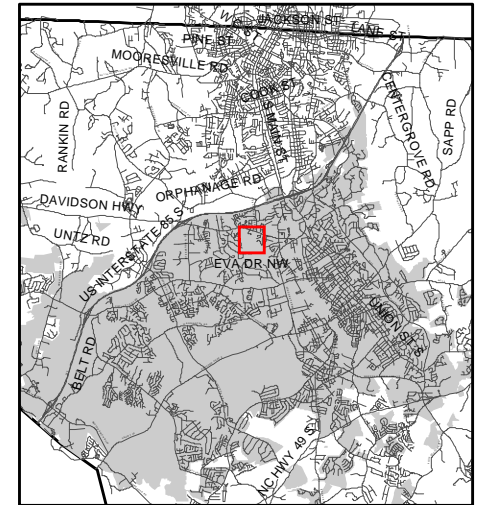 JACKSON ST
W C ST
LANE ST
PINE ST
MOORESVILLE RD
COOK ST
S MAIN ST
CENTERGROVE RD
SAPP RD
RANKIN RD
ORPHANAGE RD
DAVIDSON HWY
UNTZ RD
US INTERSTATE 85 S
EVA DR NW
UNION ST S
BELT RD
NC HWY 49 S